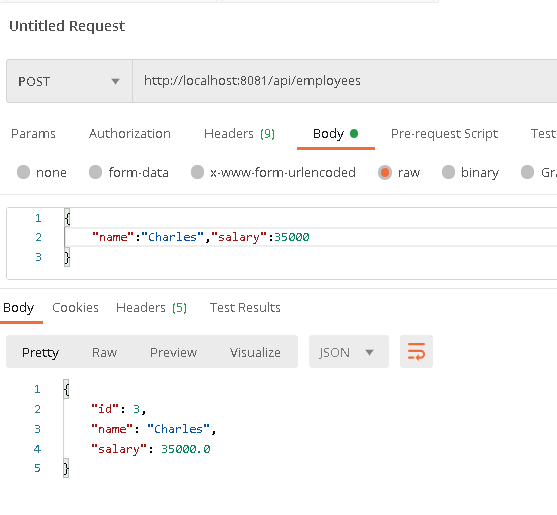 Untitled Request
POST http://localhost:8081/api/employees
Params Authorization Headers (9) Body Pre-request Script Test
none form-data x-www-form-urlencoded raw binary Gra
1 {
2 "name":"Charles","salary":35000
3 }
Body Cookies Headers (5) Test Results
Pretty Raw Preview Visualize JSON
1 {
2 "id": 3,
3 "name": "Charles",
4 "salary": 35000.0
5 }